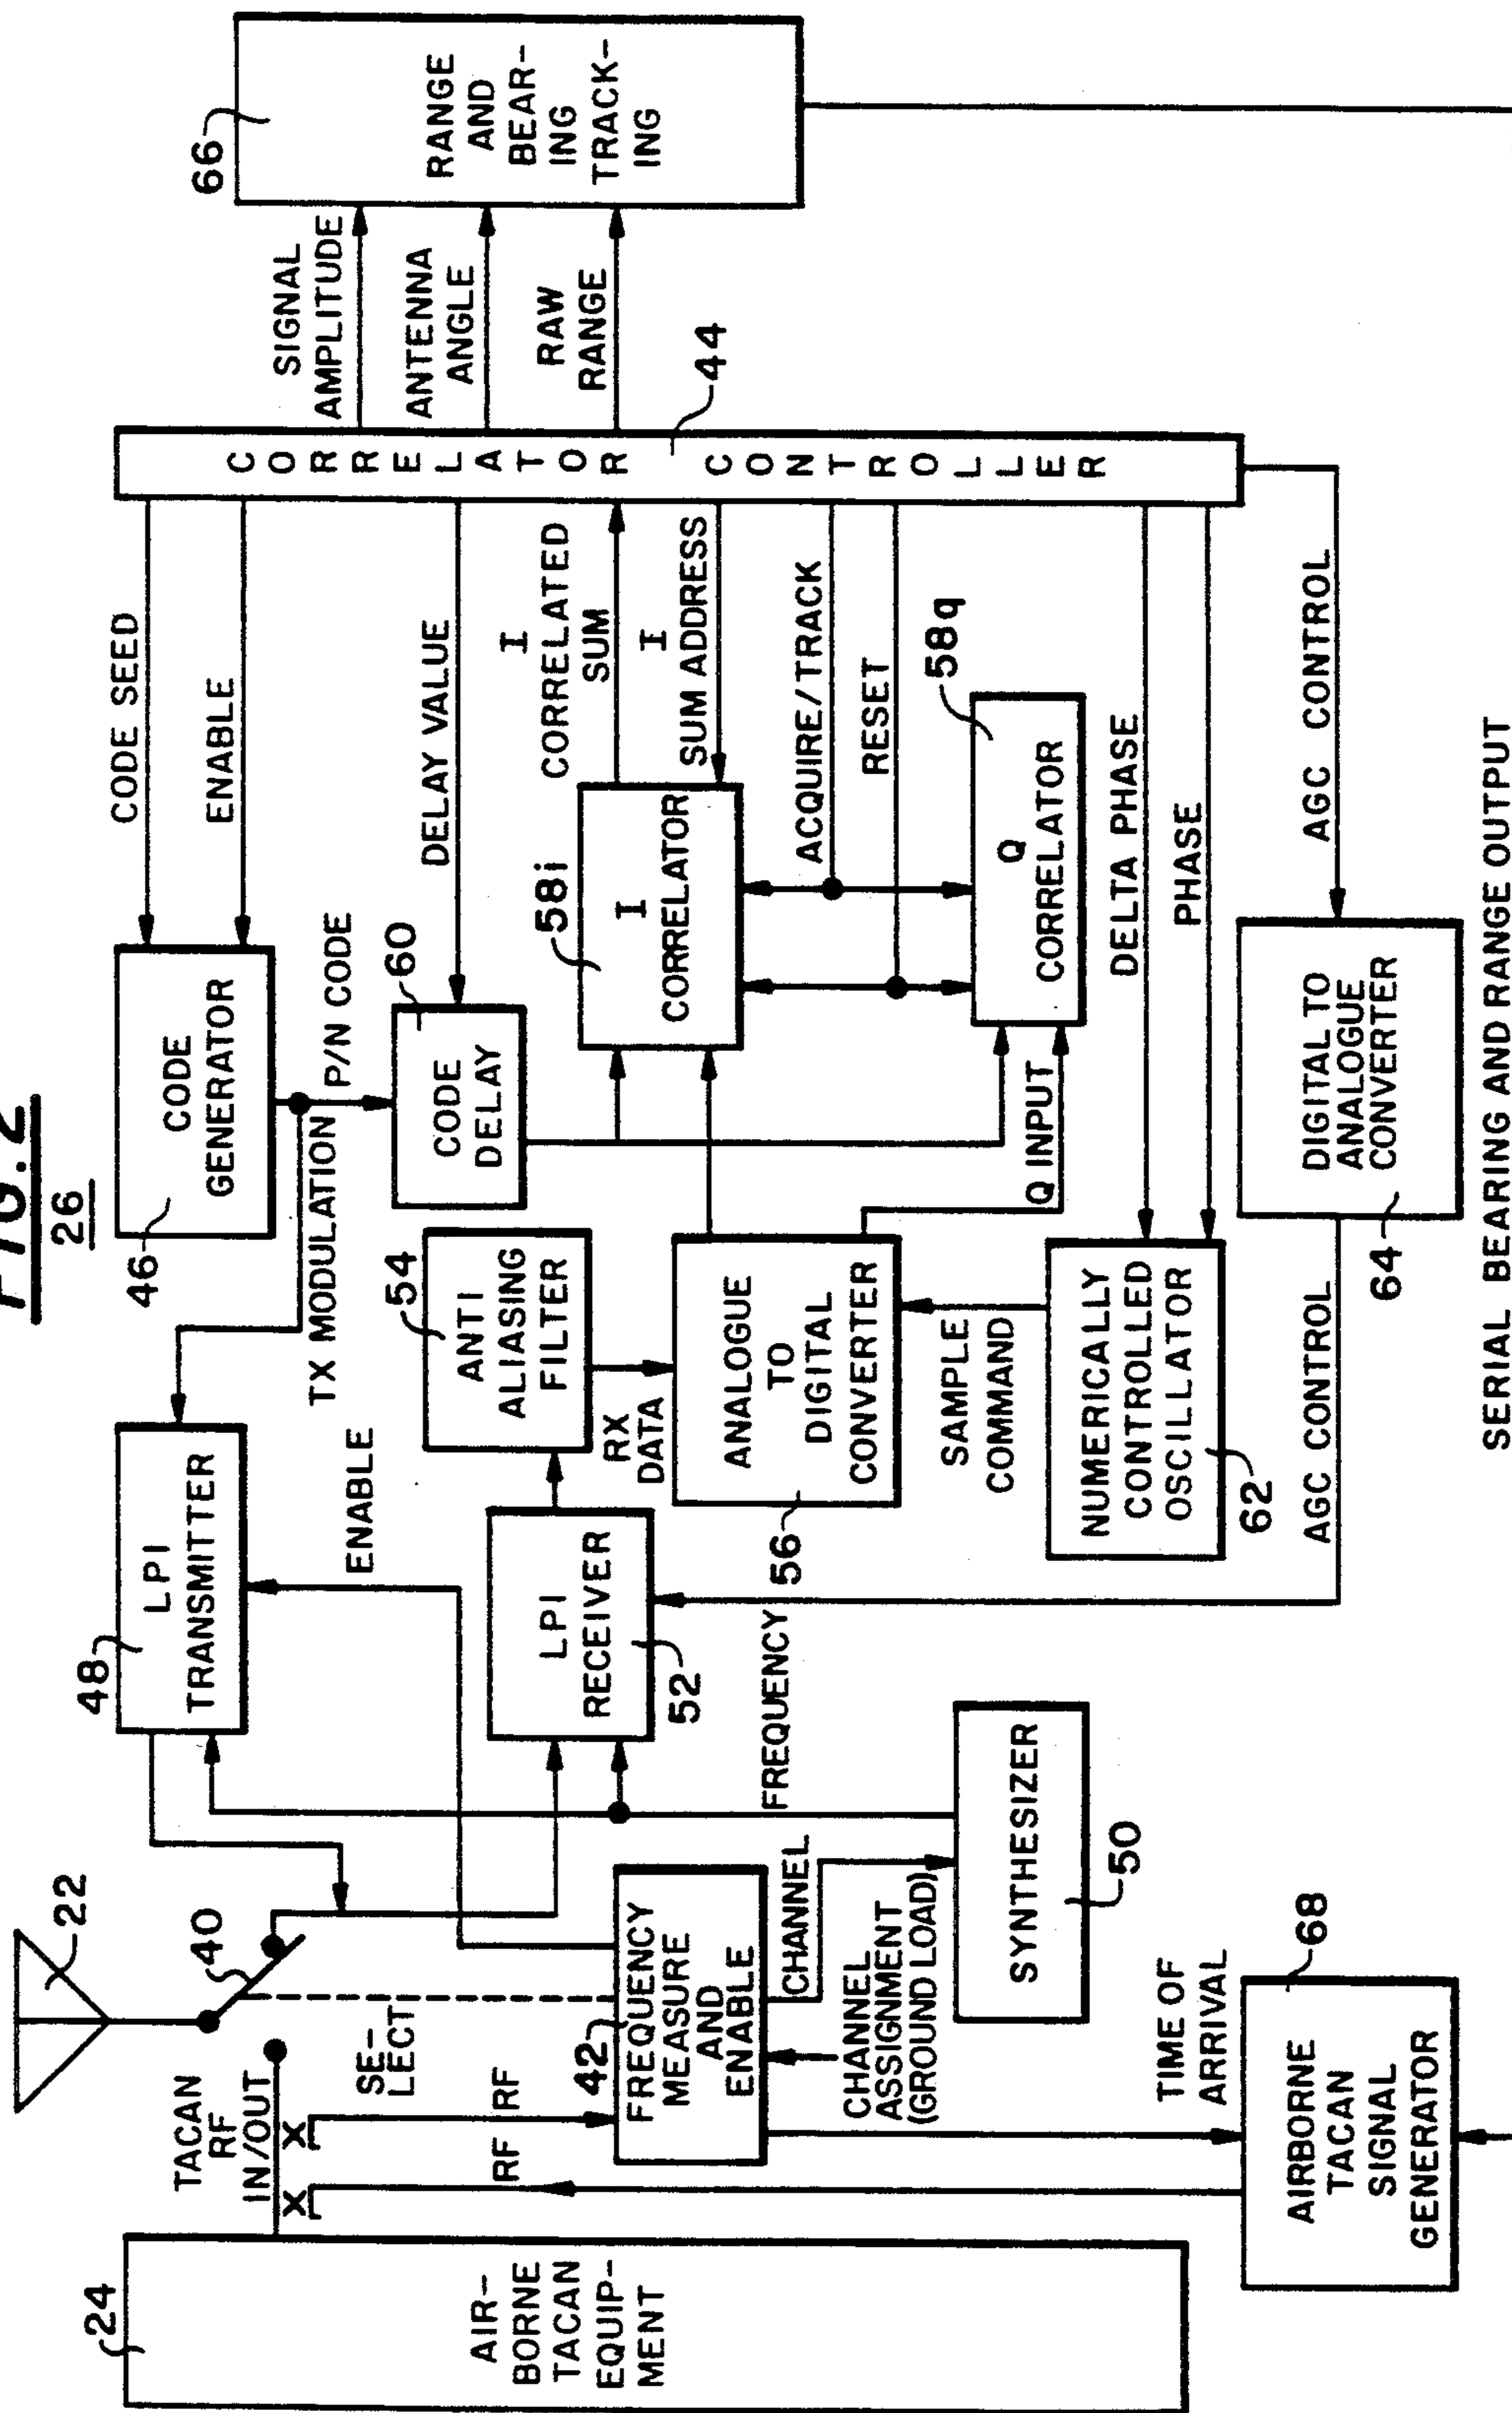 FIG. 2
26
24
AIR-
BORNE
TACAN
EQUIP-
MENT
TACAN
RF
IN/OUT
X
X
RF
RF
22
40
SE-
LECT
42
FREQUENCY
MEASURE
AND
ENABLE
CHANNEL
CHANNEL
ASSIGNMENT
(GROUND LOAD)
TIME OF
ARRIVAL
68
AIRBORNE
TACAN
SIGNAL
GENERATOR
SYNTHESIZER
50
FREQUENCY
48
LPI
TRANSMITTER
ENABLE
LPI
RECEIVER
52
TX MODULATION
54
ANTI
ALIASING
FILTER
RX
DATA
ANALOGUE
TO
DIGITAL
CONVERTER
56
SAMPLE
COMMAND
NUMERICALLY
CONTROLLED
OSCILLATOR
62
AGC CONTROL
46
CODE
GENERATOR
P/N CODE
60
CODE
DELAY
Q INPUT
58i
I
CORRELATOR
58q
Q
CORRELATOR
DIGITAL TO
ANALOGUE
CONVERTER
64
CODE SEED
ENABLE
DELAY VALUE
I
CORRELATED
SUM
I
SUM ADDRESS
ACQUIRE/TRACK
RESET
DELTA PHASE
PHASE
AGC CONTROL
CORRELATOR CONTROLLER
44
SIGNAL
AMPLITUDE
ANTENNA
ANGLE
RAW
RANGE
66
RANGE
AND
BEAR-
ING
TRACK-
ING
SERIAL BEARING AND RANGE OUTPUT